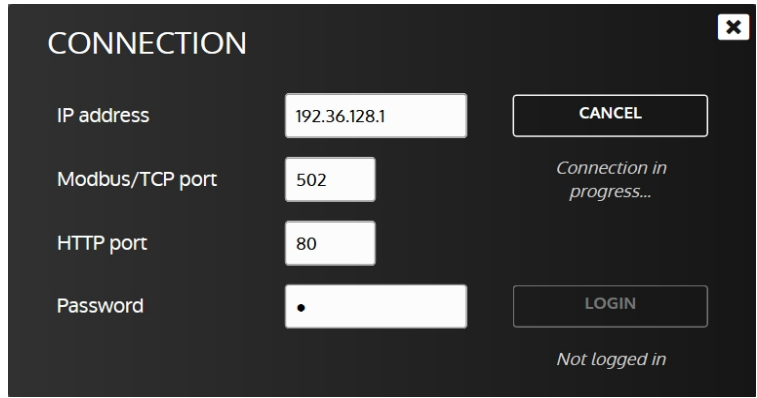 CONNECTION
IP address
192.36.128.1
CANCEL
Modbus/TCP port
502
Connection in
progress...
HTTP port
80
Password
•
LOGIN
Not logged in